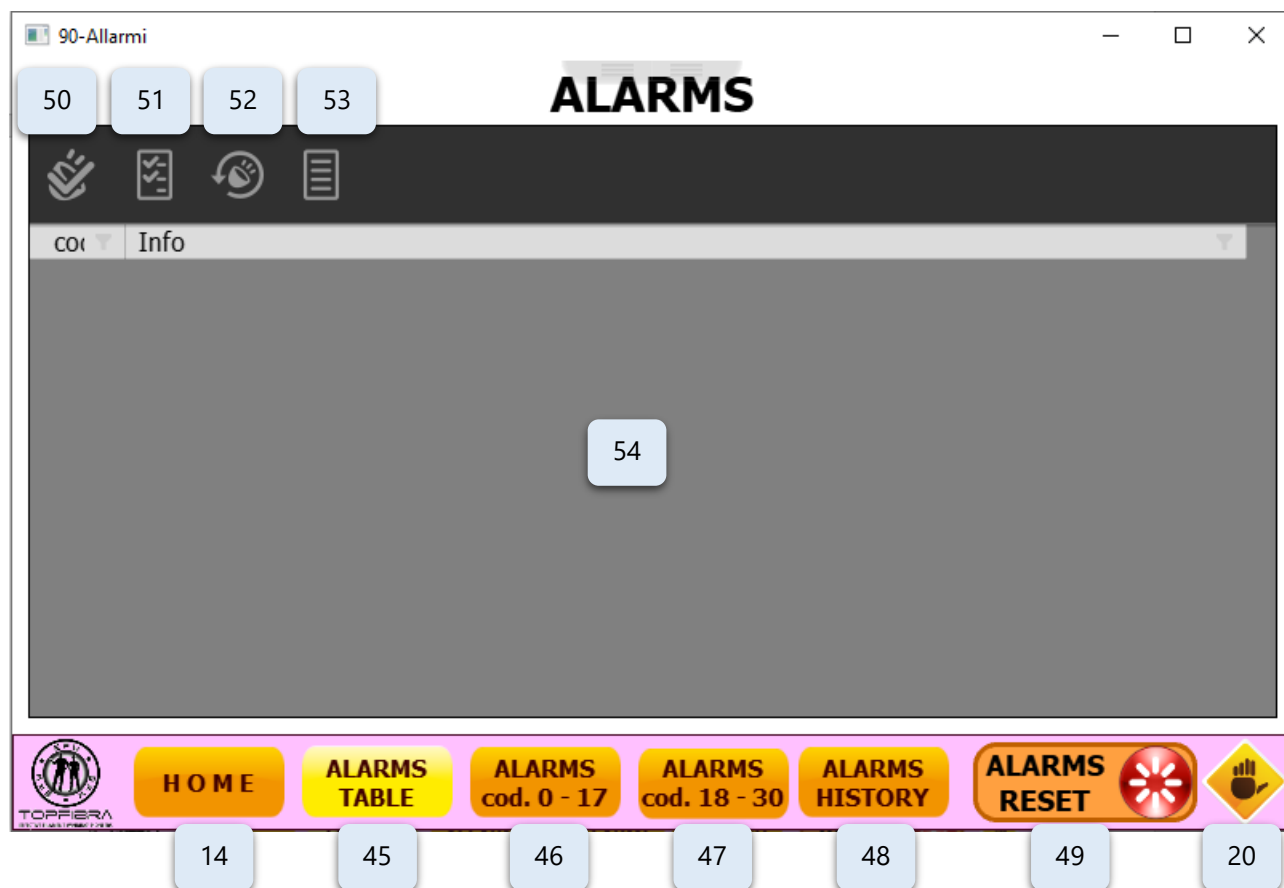 90-Allarmi
50 51 52 53
ALARMS
Info
54
HOME
ALARMS TABLE
ALARMS cod. 0 - 17
ALARMS cod. 18 - 30
ALARMS HISTORY
ALARMS RESET
TOPFIBRA
14 45 46 47 48 49 20